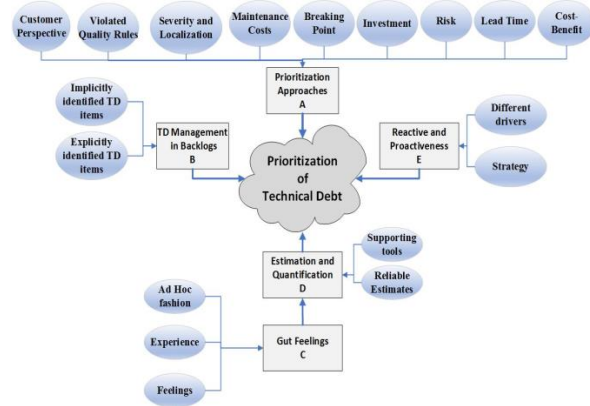 Customer
Perspective
Violated
Quality Rules
Severity and
Localization
Maintenance
Costs
Breaking
Point
Investment
Risk
Lead Time
Cost-
Benefit
Prioritization
Approaches
A
Implicitly
identified TD
items
Explicitly
identified TD
items
TD Management
in Backlogs
B
Prioritization
of
Technical Debt
Reactive and
Proactiveness
E
Different
drivers
Strategy
Estimation and
Quantification
D
Supporting
tools
Reliable
Estimates
Ad Hoc
fashion
Experience
Feelings
Gut Feelings
C